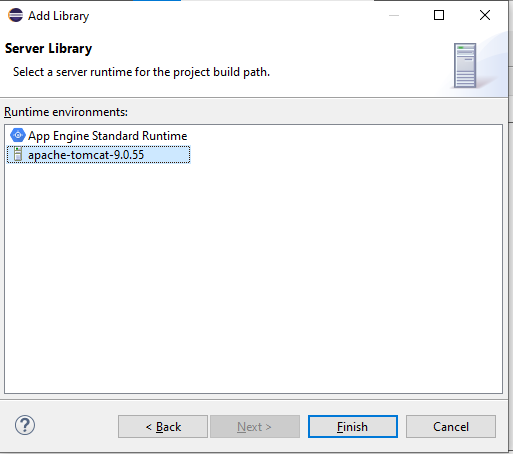 Add Library
Server Library
Select a server runtime for the project build path.
Runtime environments:
App Engine Standard Runtime
apache-tomcat-9.0.55
?
< Back
Next >
Finish
Cancel